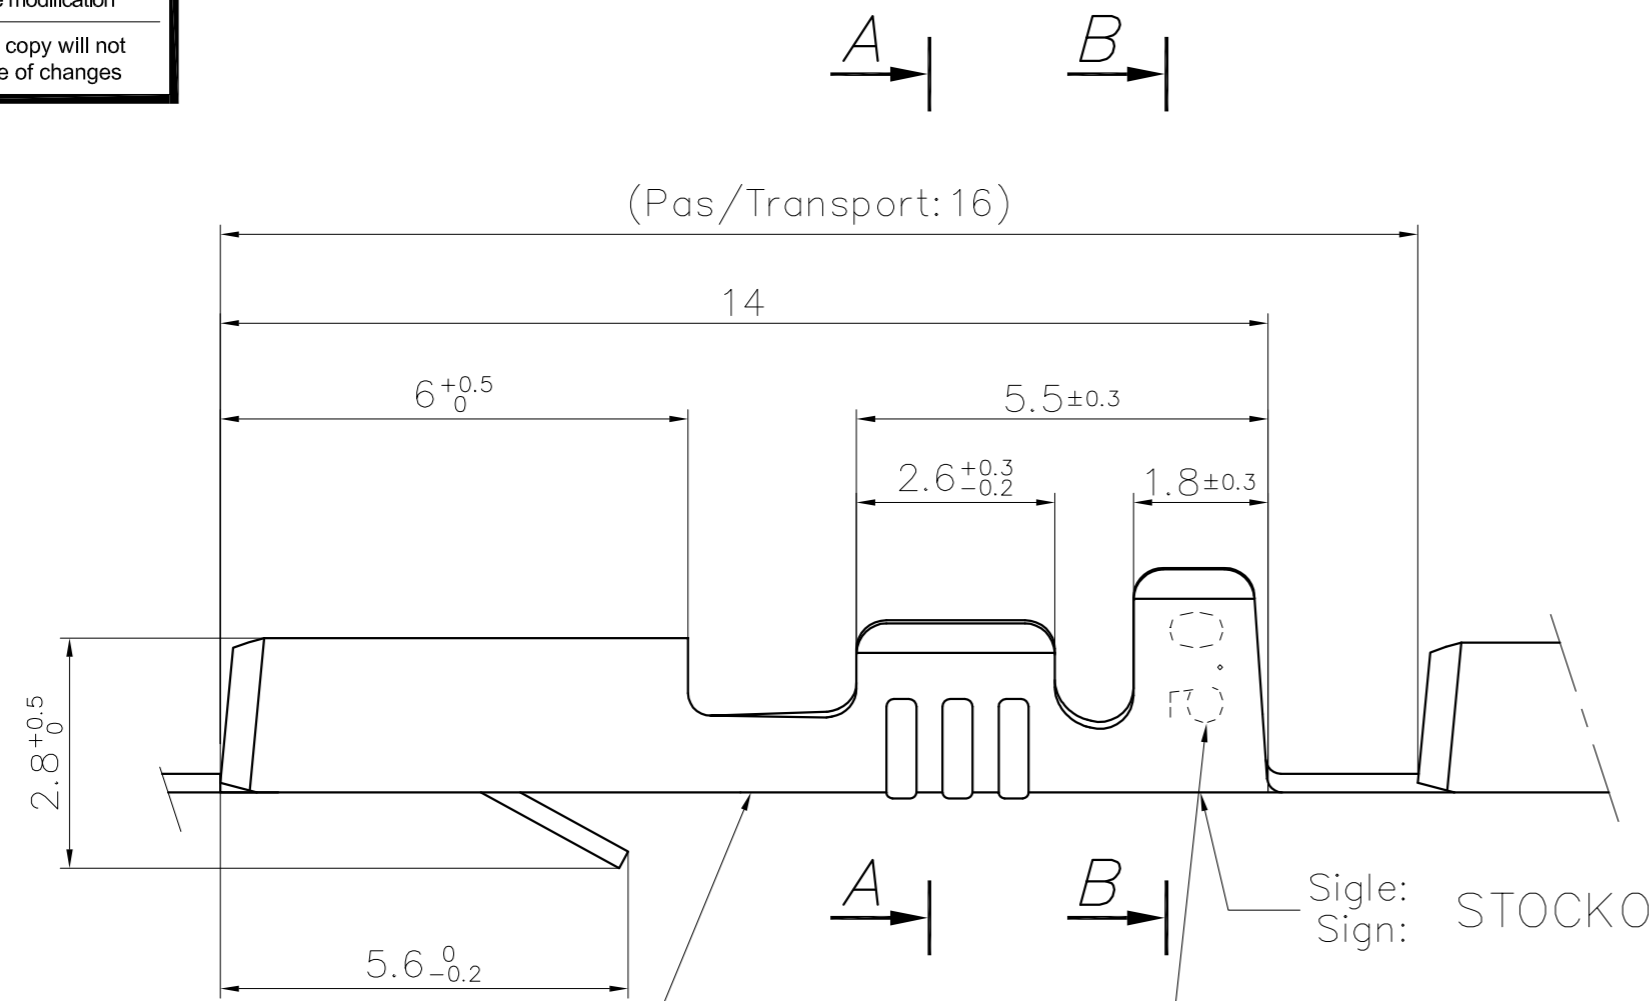 modification
copy will not
of changes
A B
(Pas/Transport:16)
14
6 +0.5 0
5.5±0.3
2.6 +0.3 -0.2
1.8±0.3
2.8 +0.5 0
A B
Sigle:
Sign:
STOCKO
5.6 0 -0.2